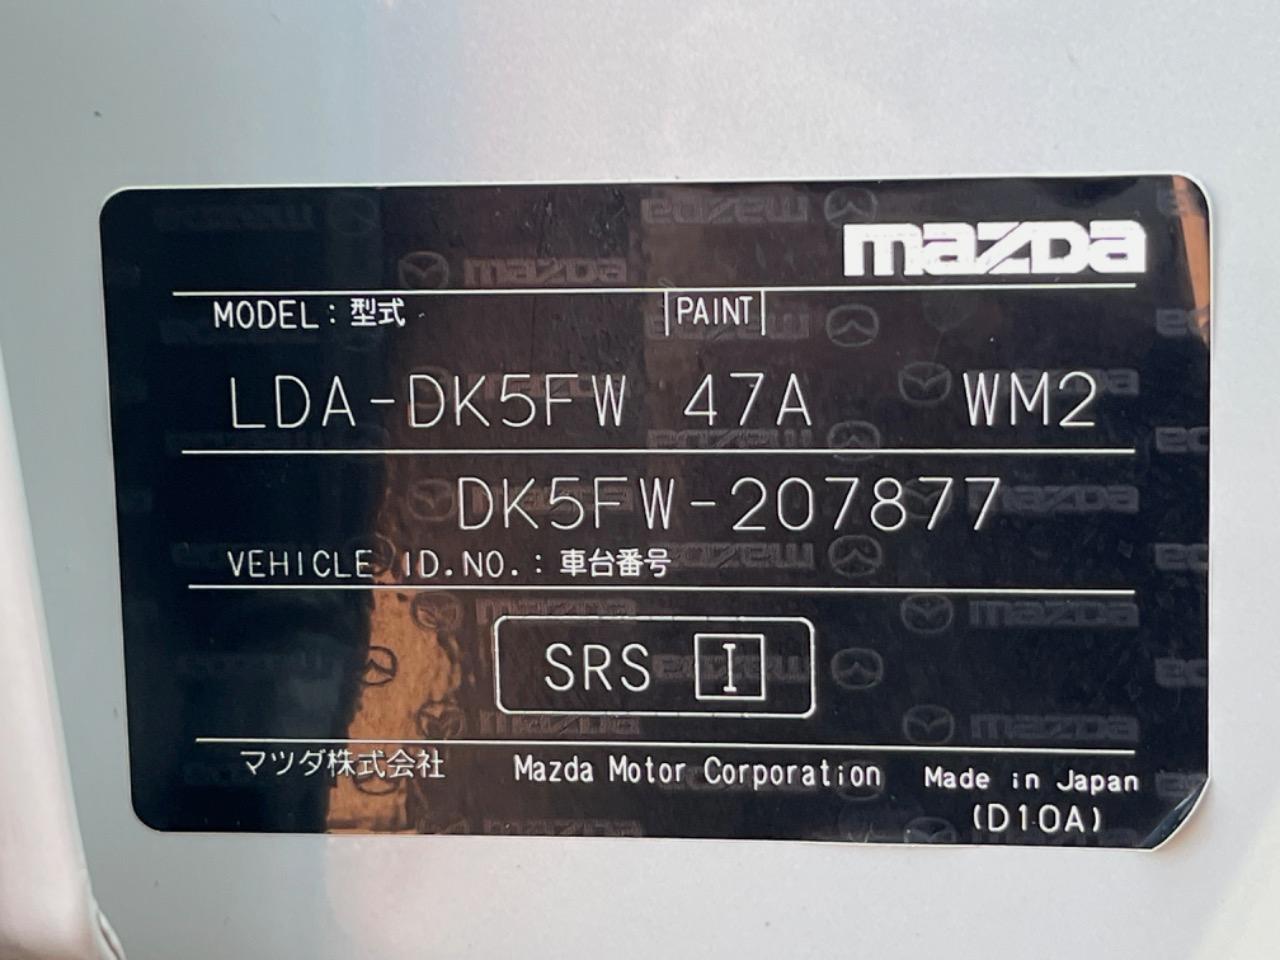 mazda
MODEL: 型式 PAINT
LDA-DK5FW 47A WM2
DK5FW-207877
VEHICLE ID.NO.: 車台番号
SRS I
マツダ株式会社 Mazda Motor Corporation Made in Japan
(D10A)